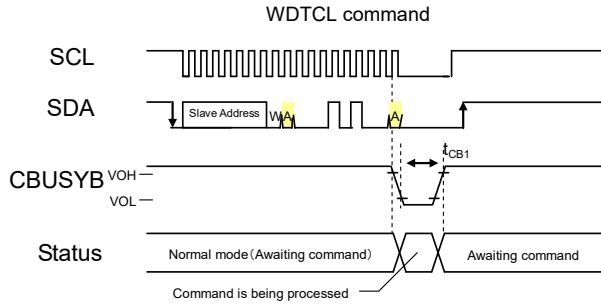 WDTCL command
SCL
SDA
Slave Address W A A
tCB1
CBUSYB VOH
VOL
Status Normal mode(Awaiting command) Awaiting command
Command is being processed